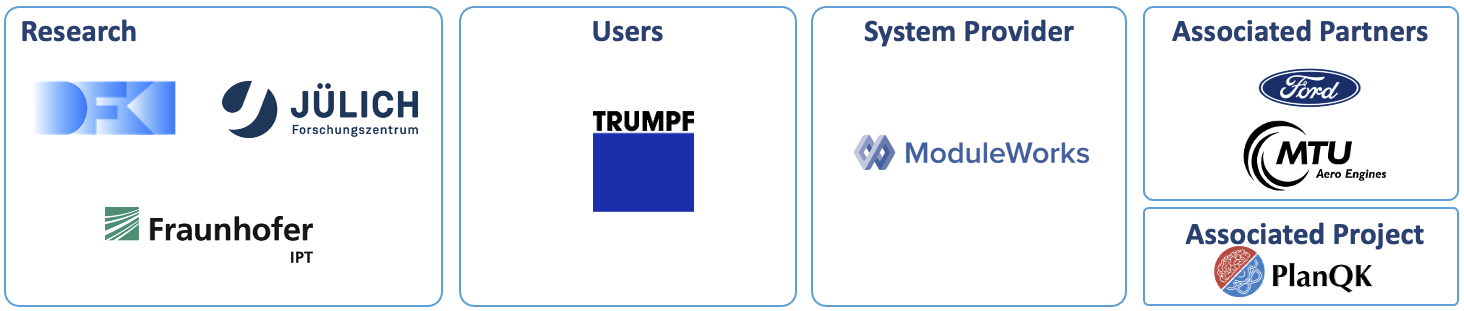 Research
DFKI
JÜLICH
Forschungszentrum
Fraunhofer
IPT
Users
TRUMPF
System Provider
ModuleWorks
Associated Partners
Ford
MTU
Aero Engines
Associated Project
PlanQK